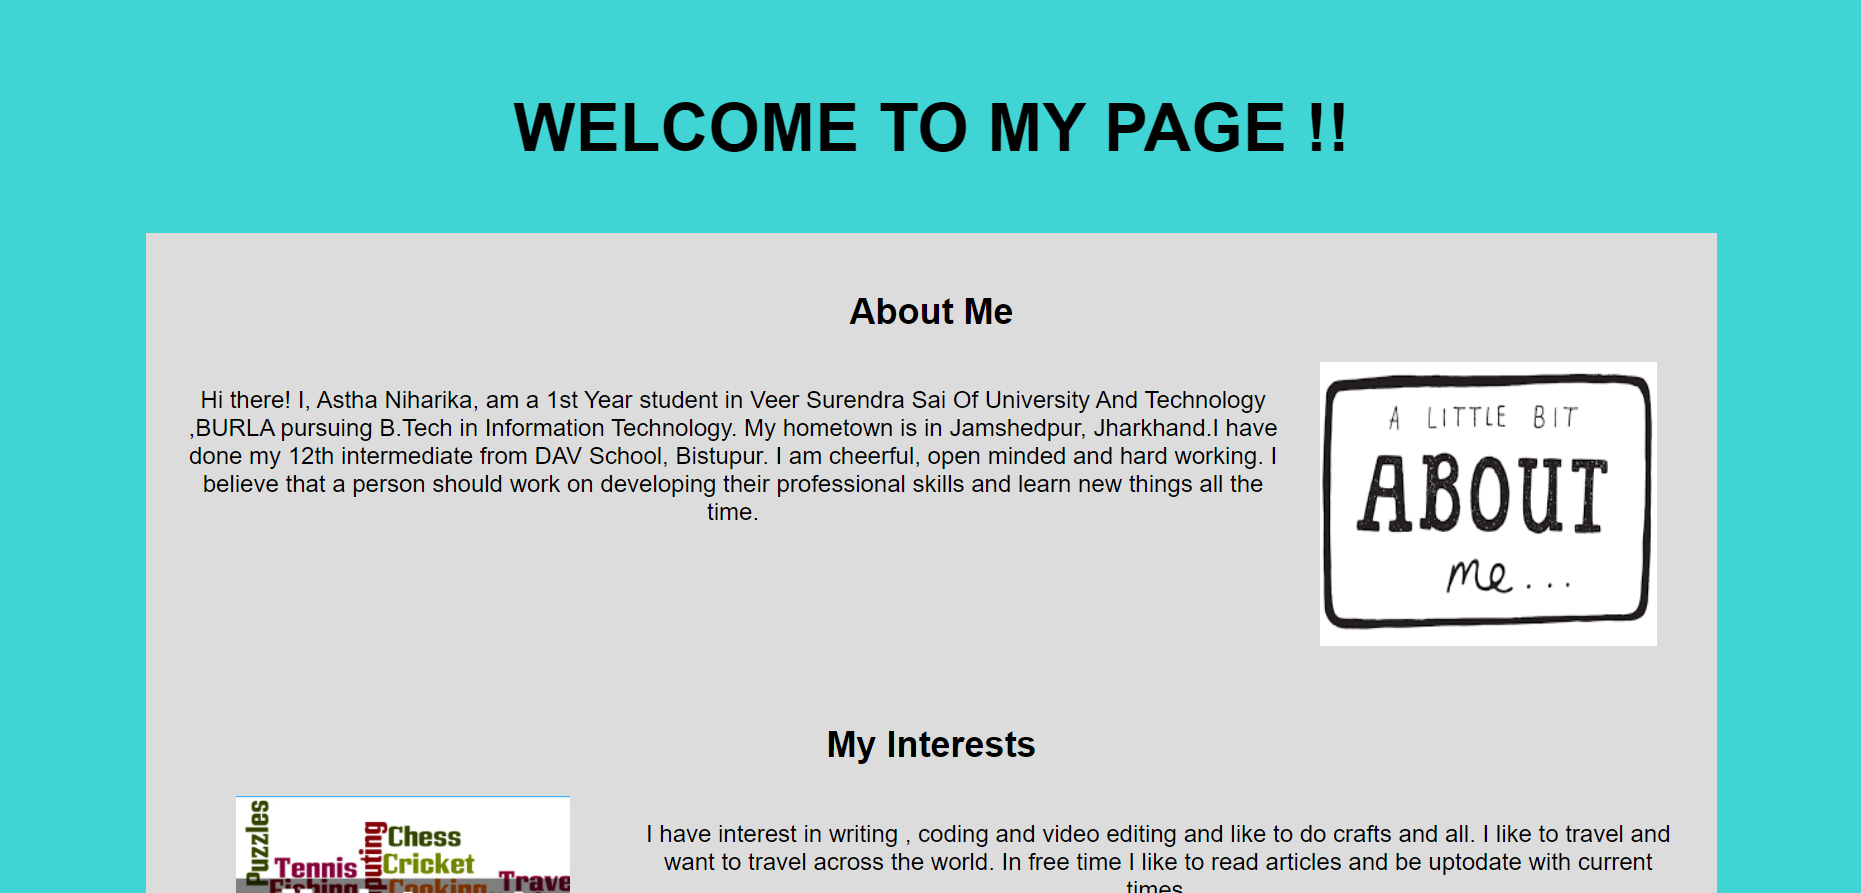 WELCOME TO MY PAGE !!
About Me
Hi there! I, Astha Niharika, am a 1st Year student in Veer Surendra Sai Of University And Technology
,BURLA pursuing B.Tech in Information Technology. My hometown is in Jamshedpur, Jharkhand.I have
done my 12th intermediate from DAV School, Bistupur. I am cheerful, open minded and hard working. I
believe that a person should work on developing their professional skills and learn new things all the
time.
A LITTLE BIT
ABOUT
me...
My Interests
Puzzles
Tennis
Chess
Cricket
Fishing
Cooking
I have interest in writing , coding and video editing and like to do crafts and all. I like to travel and
want to travel across the world. In free time I like to read articles and be uptodate with current
times